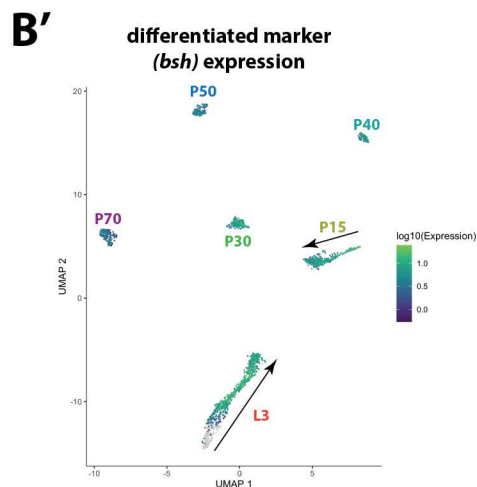 B′
differentiated marker
(bsh) expression
P50
P40
P70
P30
P15
L3
log10(Expression)
1.0
0.5
0.0
20
10
0
-10
UMAP 2
-10
-5
0
5
UMAP 1